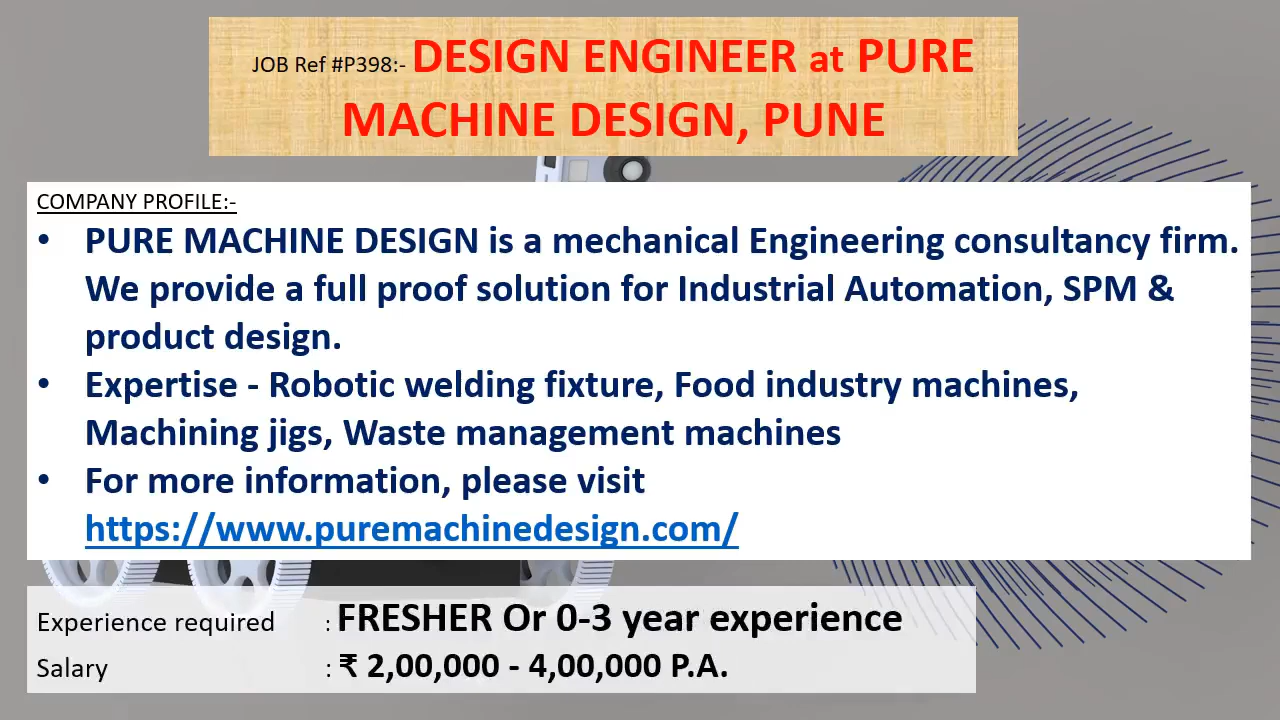 JOB Ref #P398:- DESIGN ENGINEER at PURE
MACHINE DESIGN, PUNE
COMPANY PROFILE:-
• PURE MACHINE DESIGN is a mechanical Engineering consultancy firm.
We provide a full proof solution for Industrial Automation, SPM &
product design.
• Expertise - Robotic welding fixture, Food industry machines,
Machining jigs, Waste management machines
• For more information, please visit
https://www.puremachinedesign.com/
Experience required : FRESHER Or 0-3 year experience
Salary : ₹ 2,00,000 - 4,00,000 P.A.